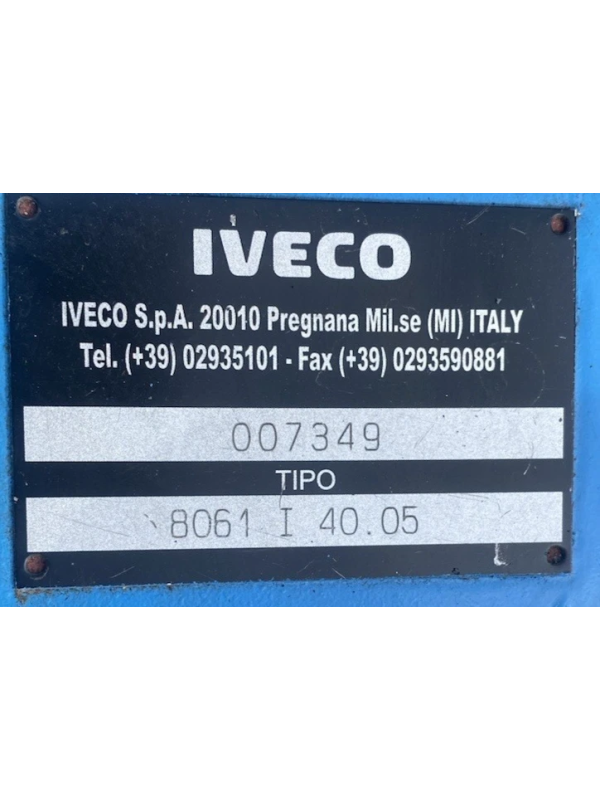 IVECO
IVECO S.p.A. 20010 Pregnana Mil.se (MI) ITALY
Tel. (+39) 02935101 - Fax (+39) 0293590881
007349
TIPO
8061 I 40.05